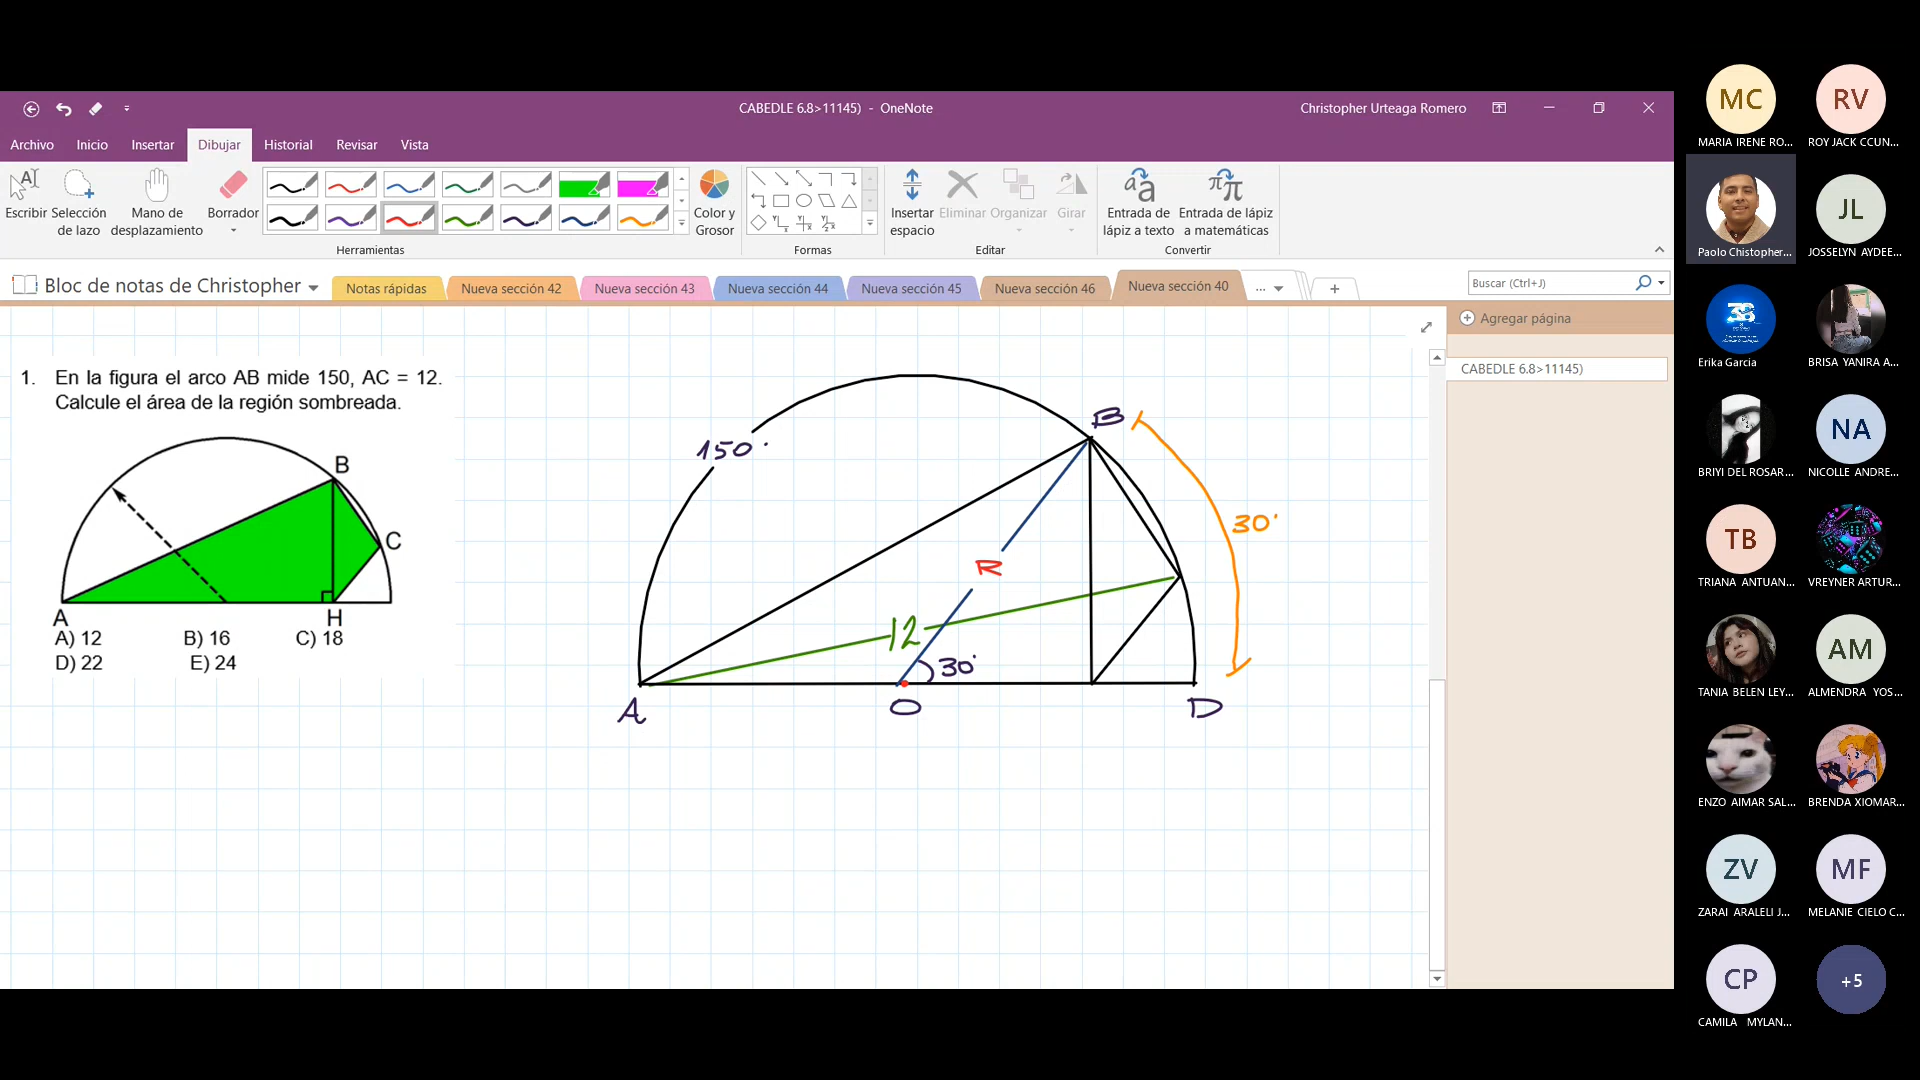 CABEDLE 6.8>11145) - OneNote
Christopher Urteaga Romero
Archivo Inicio Insertar Dibujar Historial Revisar Vista
Escribir
Selección de lazo
Mano de desplazamiento
Borrador
Color y Grosor
Insertar espacio
Eliminar
Organizar
Girar
Entrada de lápiz a texto
Entrada de lápiz a matemáticas
Herramientas
Formas
Editar
Convertir
Bloc de notas de Christopher
Notas rápidas
Nueva sección 42
Nueva sección 43
Nueva sección 44
Nueva sección 45
Nueva sección 46
Nueva sección 40
...
Buscar (Ctrl+J)
Agregar página
CABEDLE 6.8>11145)
1. En la figura el arco AB mide 150, AC = 12.
Calcule el área de la región sombreada.
B
C
A
H
A) 12 B) 16 C) 18
D) 22 E) 24
150°
B
30°
R
12
30°
A
O
D
MC
MARIA IRENE RO...
RV
ROY JACK CCUN...
Paolo Chistopher...
JL
JOSSELYN AYDEE...
38
Erika García
BRISA YANIRA A...
BRIYI DEL ROSAR...
NA
NICOLLE ANDRE...
TB
TRIANA ANTUAN...
VREYNER ARTUR...
TANIA BELEN LEY...
AM
ALMENDRA YOS...
ENZO AIMAR SAL...
BRENDA XIOMAR...
ZV
ZARAI ARALELI J...
MF
MELANIE CIELO C...
CP
CAMILA MYLAN...
+5